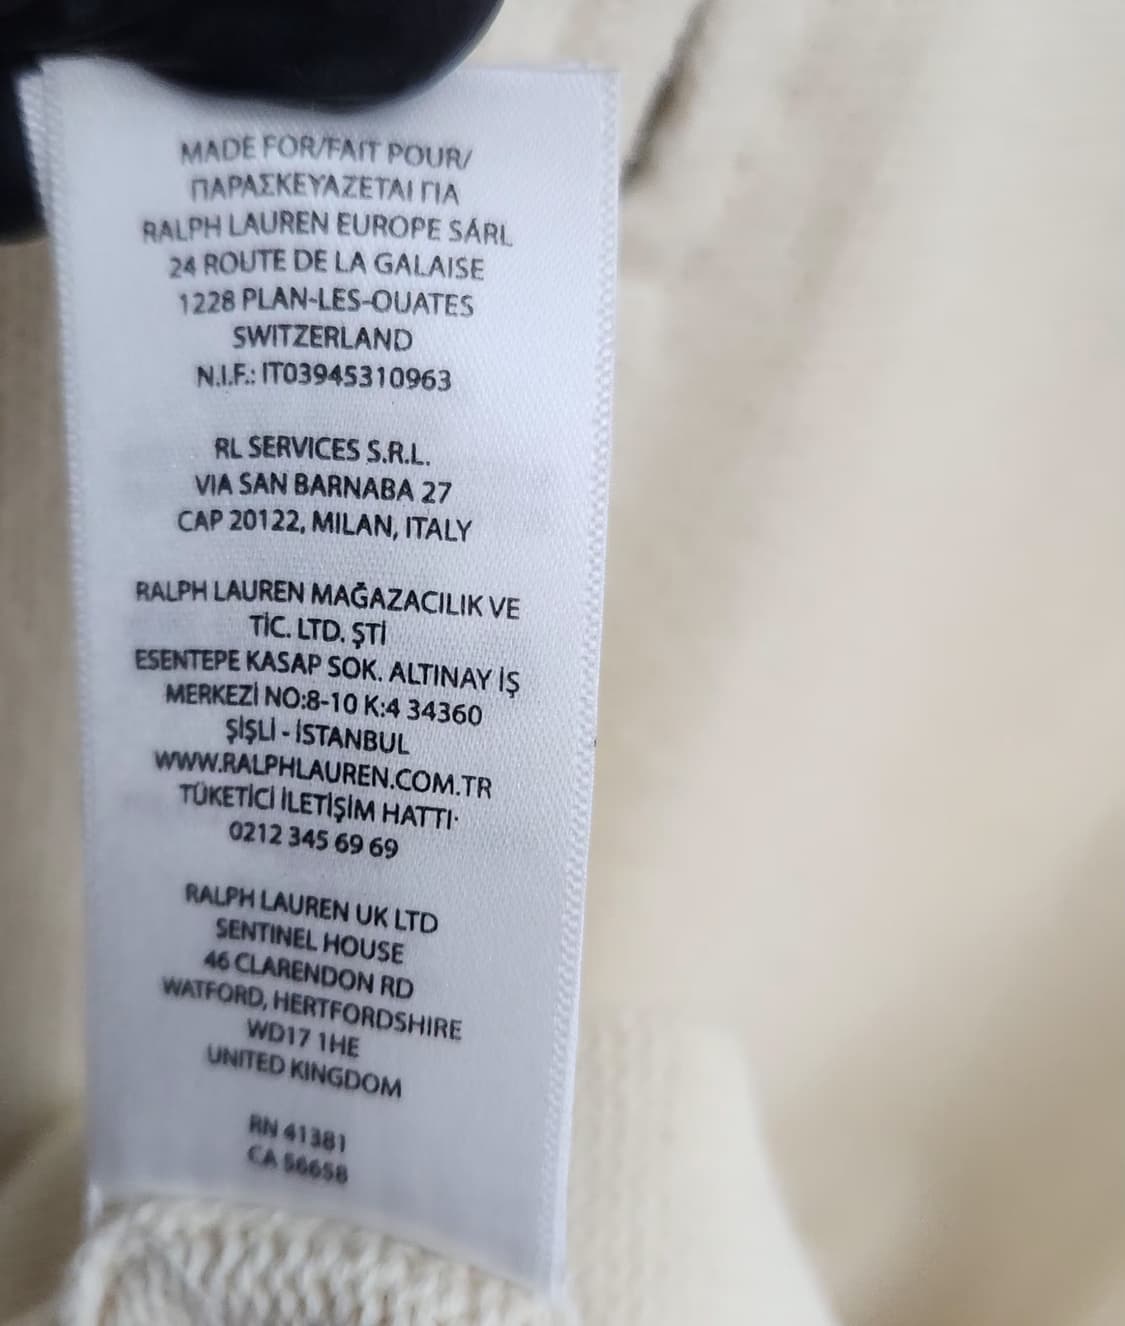 MADE FOR/FAIT POUR/
ΠΑΡΑΣΚΕΥΑΖΕΤΑΙ ΓΙΑ
RALPH LAUREN EUROPE SÁRL
24 ROUTE DE LA GALAISE
1228 PLAN-LES-OUATES
SWITZERLAND
N.I.F.: IT03945310963
RL SERVICES S.R.L.
VIA SAN BARNABA 27
CAP 20122, MILAN, ITALY
RALPH LAUREN MAĞAZACILIK VE
TİC. LTD. ŞTİ
ESENTEPE KASAP SOK. ALTINAY İŞ
MERKEZİ NO:8-10 K:4 34360
ŞİŞLİ - İSTANBUL
WWW.RALPHLAUREN.COM.TR
TÜKETİCİ İLETİŞİM HATTI·
0212 345 69 69
RALPH LAUREN UK LTD
SENTINEL HOUSE
46 CLARENDON RD
WATFORD, HERTFORDSHIRE
WD17 1HE
UNITED KINGDOM
RN 41381
CA 56658